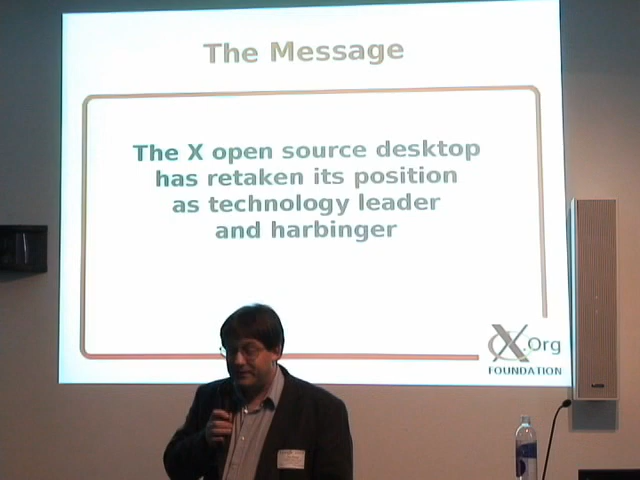 The Message
The X open source desktop
has retaken its position
as technology leader
and harbinger
X.Org
FOUNDATION